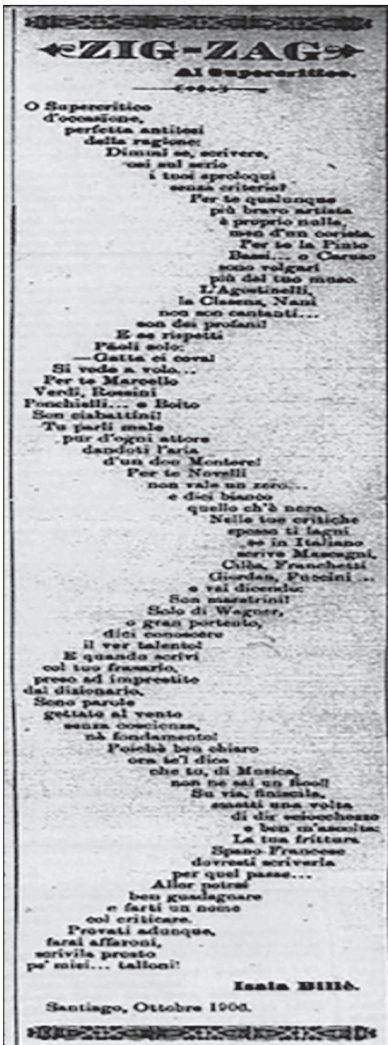 ZIG-ZAG
Al Supercritico.
O Supercritico
d'occasione,
perfetta antitesi
della ragione:
Dimmi se, scrivere,
osi sul serio
i tuoi sproloqui
senza criterio?
Per te qualunque
più bravo artista
è proprio nulla,
men d'un corista.
Per te la Pinto
Bassi... o Caruso
sono volgari
più del tuo muso.
L'Agostinelli,
la Clasens, Nani
non son cantanti...
son dei profani!
E se rispetti
Pàoli solo:
—Gatta ci cova!
Si vede a volo...
Per te Marcello
Verdi, Rossini
Ponchielli... e Boito
Son ciabattini!
Tu parli male
pur d'ogni attore
dandoti l'aria
d'un don Montere!
Per te Novelli
non vale un zero...
e dici bianco
quello ch'è nero.
Nelle tue critiche
spesso ti lagni
se in Italiano
scrive Mascagni,
Cilèa, Franchetti
Giordan, Puccini ...
e vai dicendo:
Son maestrini!
Solo di Wagner,
o gran portento,
dici conoscere
il ver talento!
E quando scrivi
col tuo frasario,
preso ad imprestito
dal dizionario,
Sono parole
gettate al vento
senza coscienza,
nè fondamento!
Poichè ben chiaro
ora te'l dico
che tu, di Musica,
non ne sai un fico!!
Su via, finiscila,
smetti una volta
di dir sciocchezze
e ben m'ascolta:
La tua frittura
Spano-Francese
dovresti scriverla
per quel paese...
Allor potrai
ben guadagnare
e farti un nome
col criticare.
Provati adunque,
farai affaroni,
scrivila presto
pe' miei... talloni!
Isaia Billè.
Santiago, Ottobre 1906.